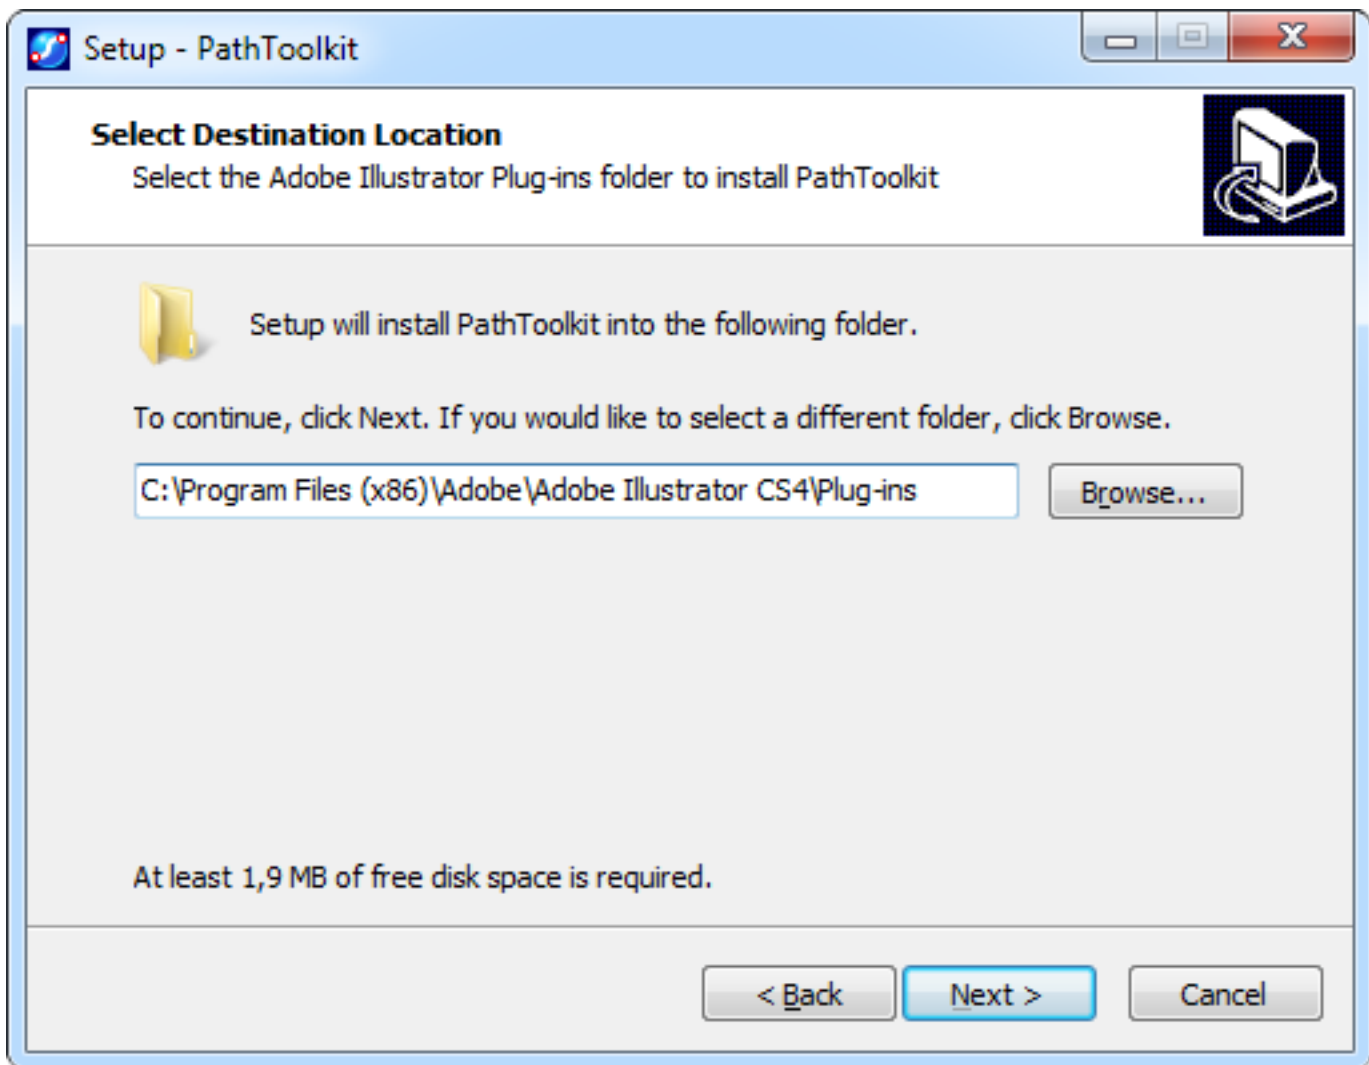 Setup - PathToolkit
Select Destination Location
Select the Adobe Illustrator Plug-ins folder to install PathToolkit
Setup will install PathToolkit into the following folder.
To continue, click Next. If you would like to select a different folder, click Browse.
C:\Program Files (x86)\Adobe\Adobe Illustrator CS4\Plug-ins
Browse...
At least 1,9 MB of free disk space is required.
< Back
Next >
Cancel